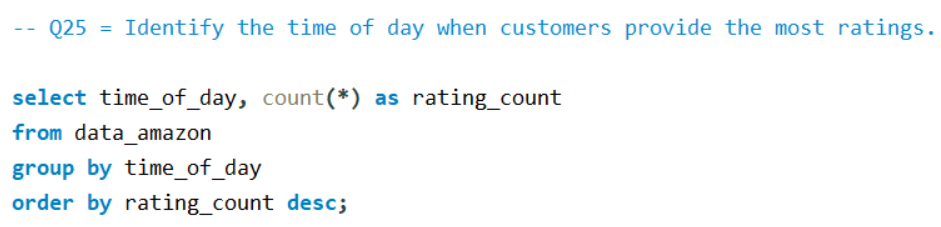 -- Q25 = Identify the time of day when customers provide the most ratings.
select time_of_day, count(*) as rating_count
from data_amazon
group by time_of_day
order by rating_count desc;